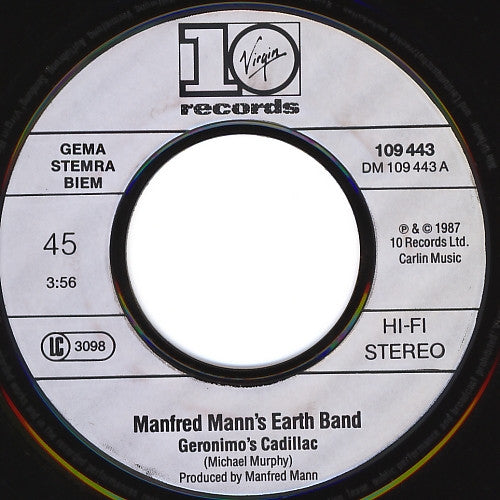 10
Virgin
records
GEMA
STEMRA
BIEM
109 443
DM 109 443 A
45
3:56
℗ & © 1987
10 Records Ltd.
Carlin Music
LC 3098
HI-FI
STEREO
Manfred Mann's Earth Band
Geronimo's Cadillac
(Michael Murphy)
Produced by Manfred Mann